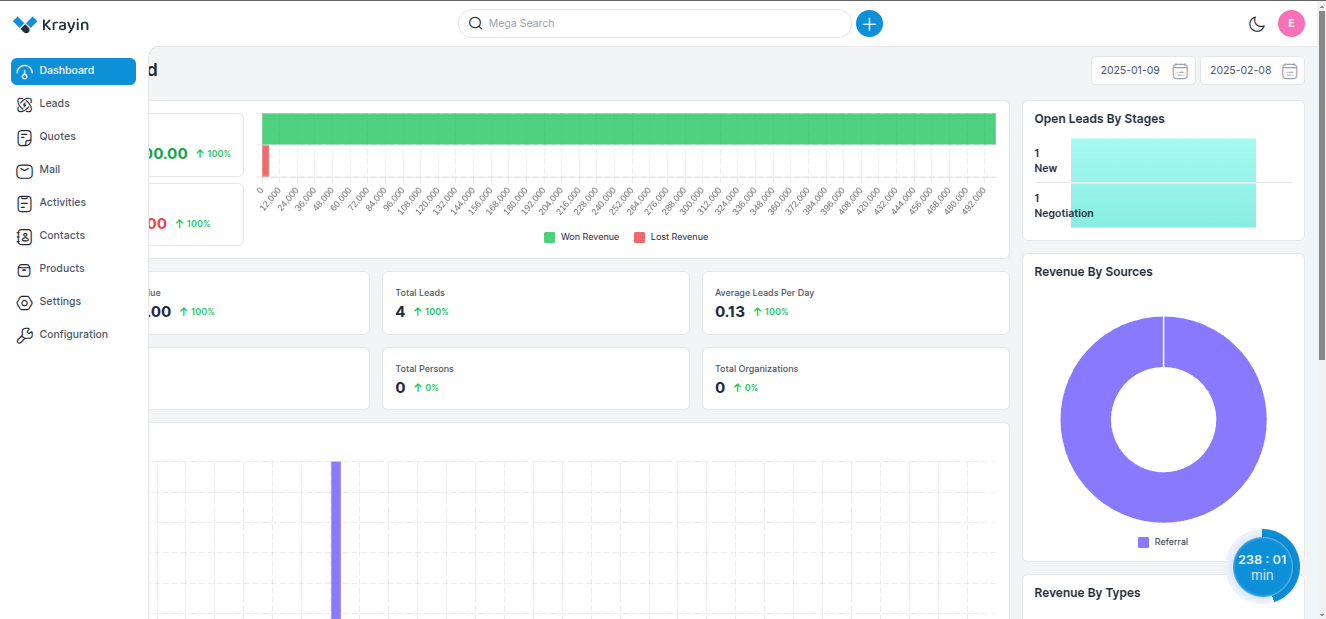 Krayin
Mega Search
E
Dashboard
Leads
Quotes
Mail
Activities
Contacts
Products
Settings
Configuration
d
2025-01-09
2025-02-08
00.00 100%
00 100%
0 12,000 24,000 36,000 48,000 60,000 72,000 84,000 96,000 108,000 120,000 132,000 144,000 156,000 168,000 180,000 192,000 204,000 216,000 228,000 240,000 252,000 264,000 276,000 288,000 300,000 312,000 324,000 336,000 348,000 360,000 372,000 384,000 396,000 408,000 420,000 432,000 444,000 456,000 468,000 480,000 492,000
Won Revenue Lost Revenue
Open Leads By Stages
1
New
1
Negotiation
lue
.00 100%
Total Leads
4 100%
Average Leads Per Day
0.13 100%
Total Persons
0 0%
Total Organizations
0 0%
Revenue By Sources
Referral
238 : 01
min
Revenue By Types